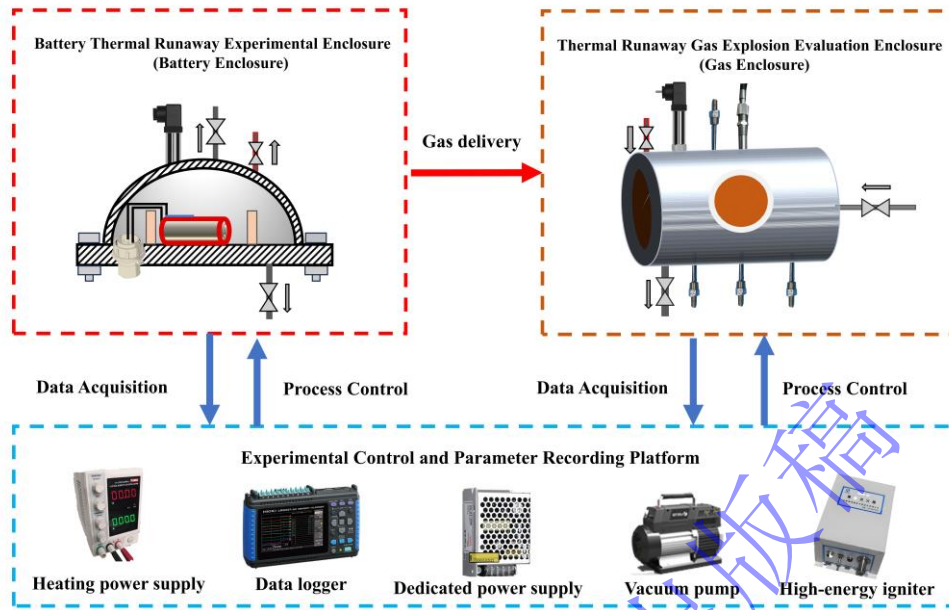 Battery Thermal Runaway Experimental Enclosure
(Battery Enclosure)
Thermal Runaway Gas Explosion Evaluation Enclosure
(Gas Enclosure)
Gas delivery
Data Acquisition
Process Control
Data Acquisition
Process Control
Experimental Control and Parameter Recording Platform
Heating power supply
Data logger
Dedicated power supply
Vacuum pump
High-energy igniter
版稿